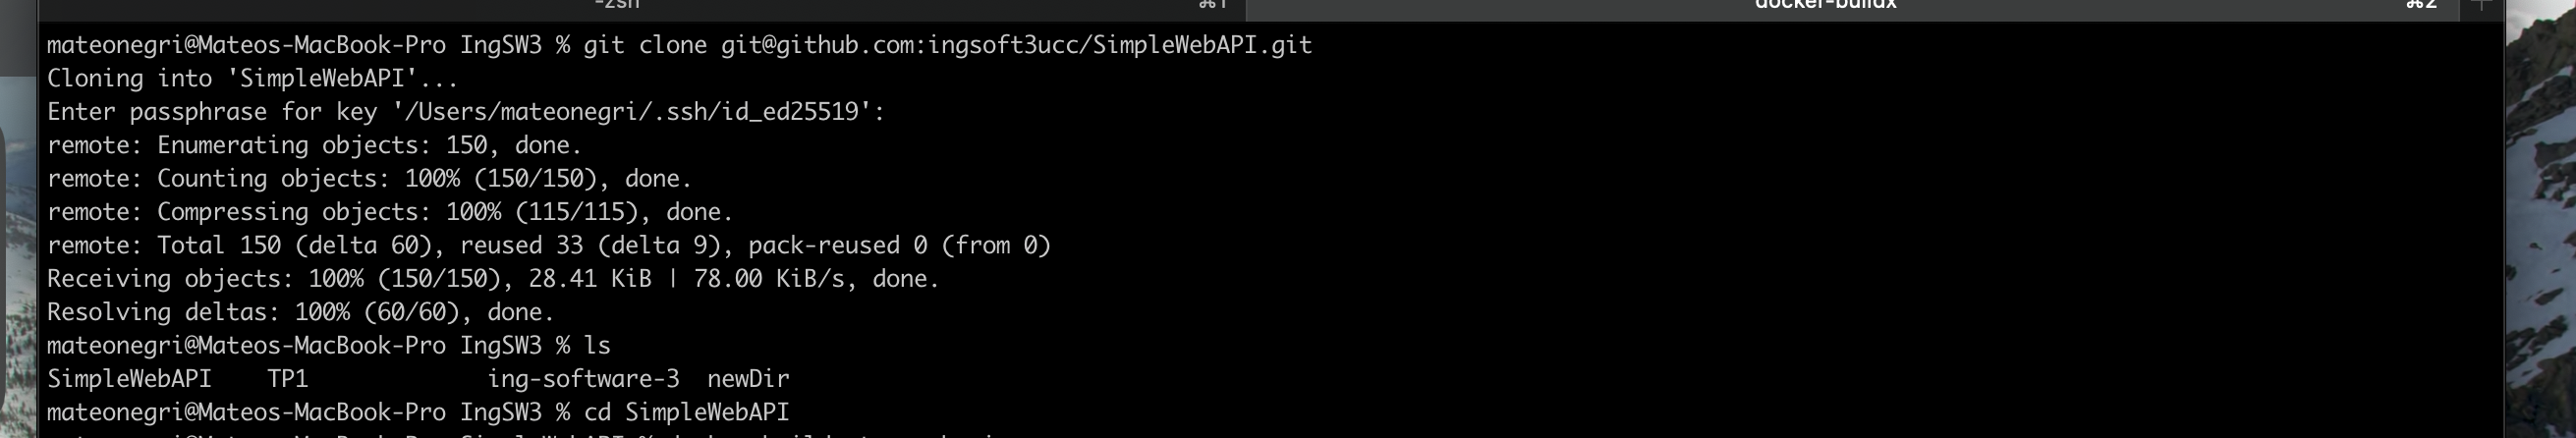 -zsh ⌘1 docker-buildx ⌘2
mateonegri@Mateos-MacBook-Pro IngSW3 % git clone git@github.com:ingsoft3ucc/SimpleWebAPI.git
Cloning into 'SimpleWebAPI'...
Enter passphrase for key '/Users/mateonegri/.ssh/id_ed25519':
remote: Enumerating objects: 150, done.
remote: Counting objects: 100% (150/150), done.
remote: Compressing objects: 100% (115/115), done.
remote: Total 150 (delta 60), reused 33 (delta 9), pack-reused 0 (from 0)
Receiving objects: 100% (150/150), 28.41 KiB | 78.00 KiB/s, done.
Resolving deltas: 100% (60/60), done.
mateonegri@Mateos-MacBook-Pro IngSW3 % ls
SimpleWebAPI TP1 ing-software-3 newDir
mateonegri@Mateos-MacBook-Pro IngSW3 % cd SimpleWebAPI
mateonegri@Mateos-MacBook-Pro SimpleWebAPI %